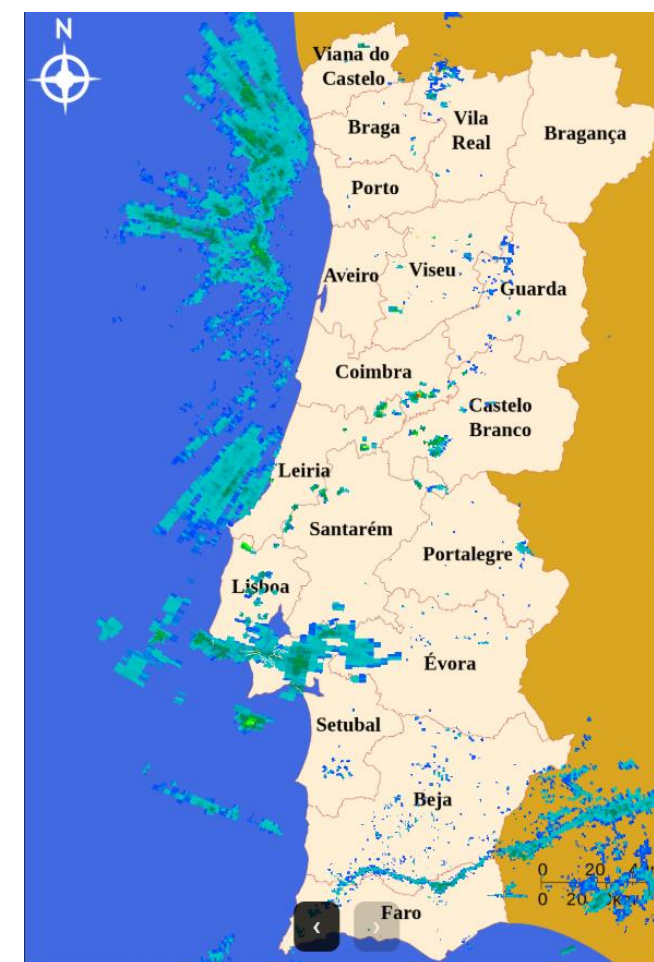 N
Viana do
Castelo
Braga
Vila
Real
Bragança
Porto
Aveiro
Viseu
Guarda
Coimbra
Castelo
Branco
Leiria
Santarém
Portalegre
Lisboa
Évora
Setubal
Beja
0 20
0 20
Faro